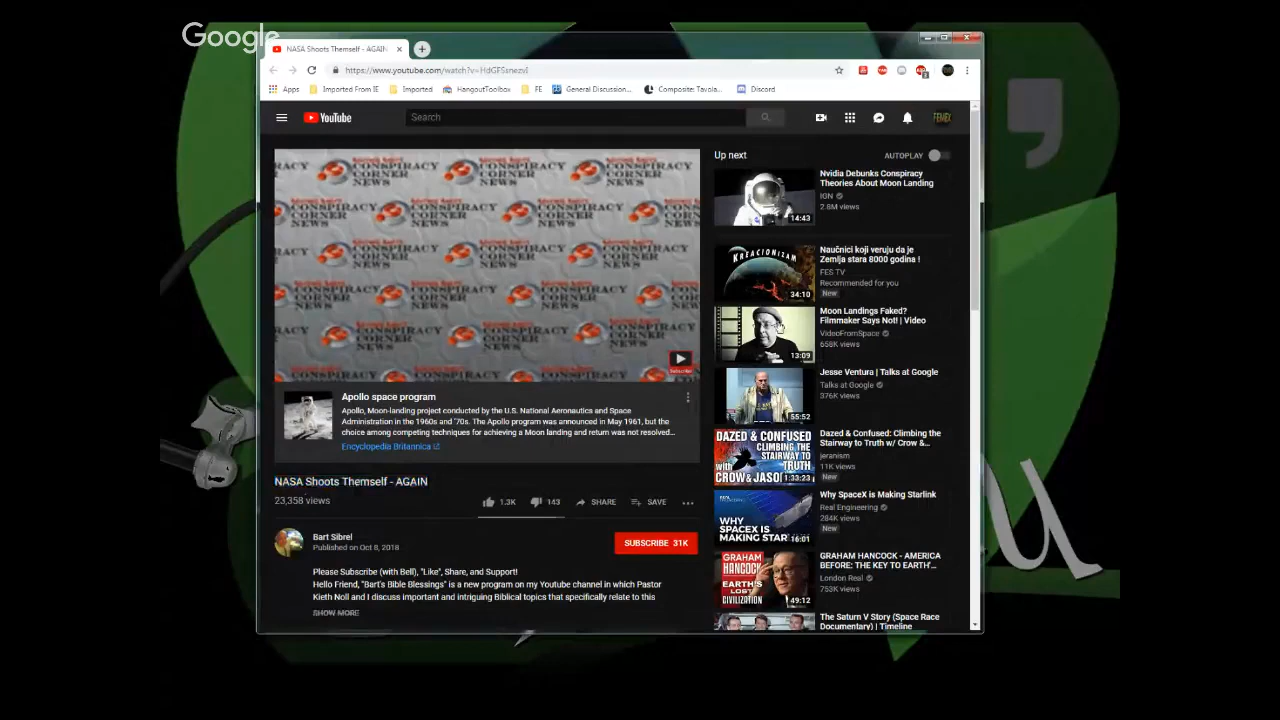 Google
NASA Shoots Themself - AGAIN
https://www.youtube.com/watch?v=HdGFSsnezvI
Apps Imported From IE Imported HangoutToolbox FE General Discussion... Composite: Tavola... Discord
YouTube
Search
FEMEX
CONSPIRACY CORNER NEWS
Subscribe
Apollo space program
Apollo, Moon-landing project conducted by the U.S. National Aeronautics and Space
Administration in the 1960s and '70s. The Apollo program was announced in May 1961, but the
choice among competing techniques for achieving a Moon landing and return was not resolved...
Encyclopedia Britannica
NASA Shoots Themself - AGAIN
23,358 views
1.3K 143 SHARE SAVE
Bart Sibrel
Published on Oct 8, 2018
SUBSCRIBE 31K
Please Subscribe (with Bell), "Like", Share, and Support!
Hello Friend, "Bart's Bible Blessings" is a new program on my Youtube channel in which Pastor
Kieth Noll and I discuss important and intriguing Biblical topics that specifically relate to this
SHOW MORE
Up next
AUTOPLAY
14:43
Nvidia Debunks Conspiracy
Theories About Moon Landing
IGN
2.8M views
KREACIONIZAM
34:10
Naučnici koji veruju da je
Zemlja stara 8000 godina !
FES TV
Recommended for you
New
13:09
Moon Landings Faked?
Filmmaker Says Not! | Video
VideoFromSpace
658K views
55:52
Jesse Ventura | Talks at Google
Talks at Google
376K views
DAZED & CONFUSED
CLIMBING THE
STAIRWAY TO
TRUTH
with
CROW & JASO
1:33:23
Dazed & Confused: Climbing the
Stairway to Truth w/ Crow &...
jeranism
11K views
New
WHY
SPACEX IS
MAKING STAR
16:01
Why SpaceX is Making Starlink
Real Engineering
284K views
New
GRAHAM
HANCOCK
EARTH'S
LOST
CIVILIZATION
49:12
GRAHAM HANCOCK - AMERICA
BEFORE: THE KEY TO EARTH'...
London Real
753K views
The Saturn V Story (Space Race
Documentary) | Timeline
u